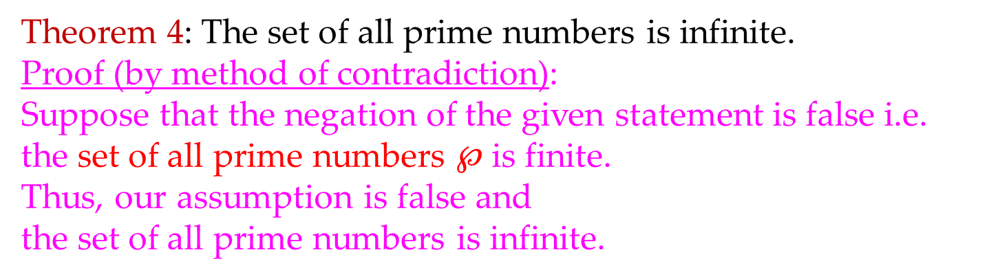 Theorem 4: The set of all prime numbers is infinite.
Proof (by method of contradiction):
Suppose that the negation of the given statement is false i.e.
the set of all prime numbers ℘ is finite.
Thus, our assumption is false and
the set of all prime numbers is infinite.